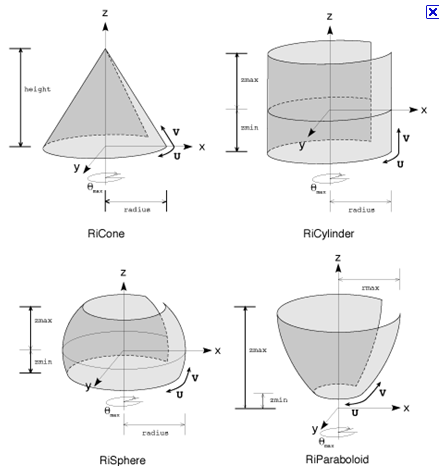 z
height
V
U
x
y
θmax
radius
RiCone
z
zmax
zmin
V
U
x
y
θmax
radius
RiCylinder
z
zmax
zmin
V
U
x
y
θmax
radius
RiSphere
z
rmax
zmax
zmin
V
U
x
y
θmax
RiParaboloid